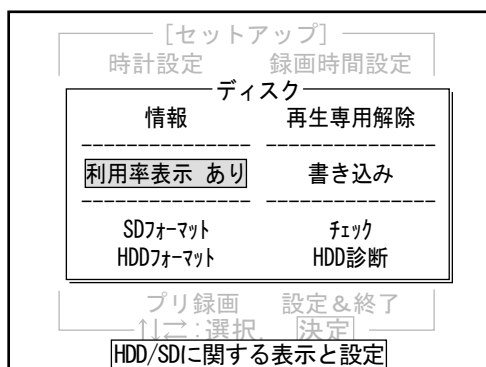 [セットアップ]
時計設定 録画時間設定
ディスク
情報 再生専用解除
利用率表示 あり 書き込み
SDﾌｫｰﾏｯﾄ ﾁｪｯｸ
HDDﾌｫｰﾏｯﾄ HDD診断
プリ録画 設定＆終了
↑↓⇄:選択, 決定
HDD/SDに関する表示と設定